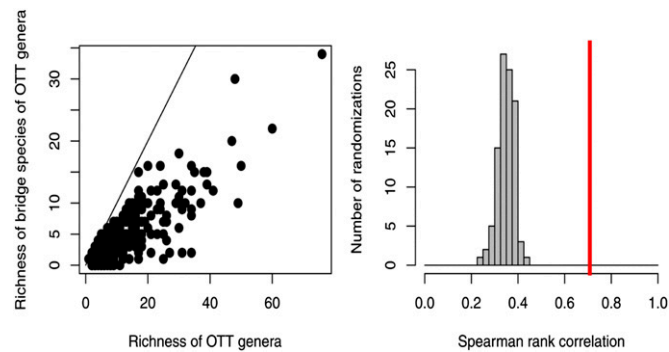 Richness of bridge species of OTT genera
30
20
10
5
0
0 20 40 60
Richness of OTT genera
Number of randomizations
25
20
15
10
5
0
0.0 0.2 0.4 0.6 0.8 1.0
Spearman rank correlation